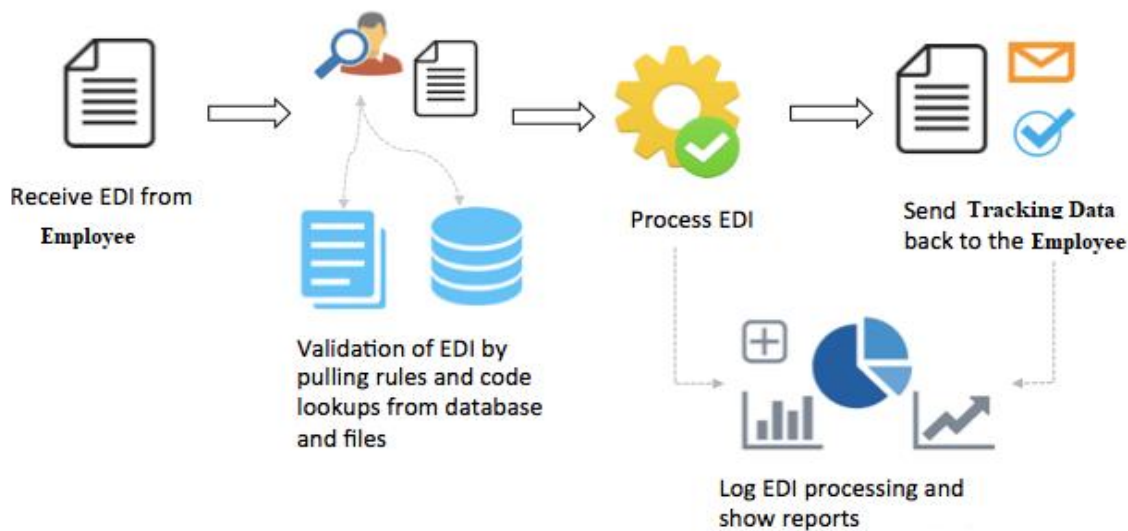 Receive EDI from
Employee
Validation of EDI by
pulling rules and code
lookups from database
and files
Process EDI
Send Tracking Data
back to the Employee
Log EDI processing and
show reports